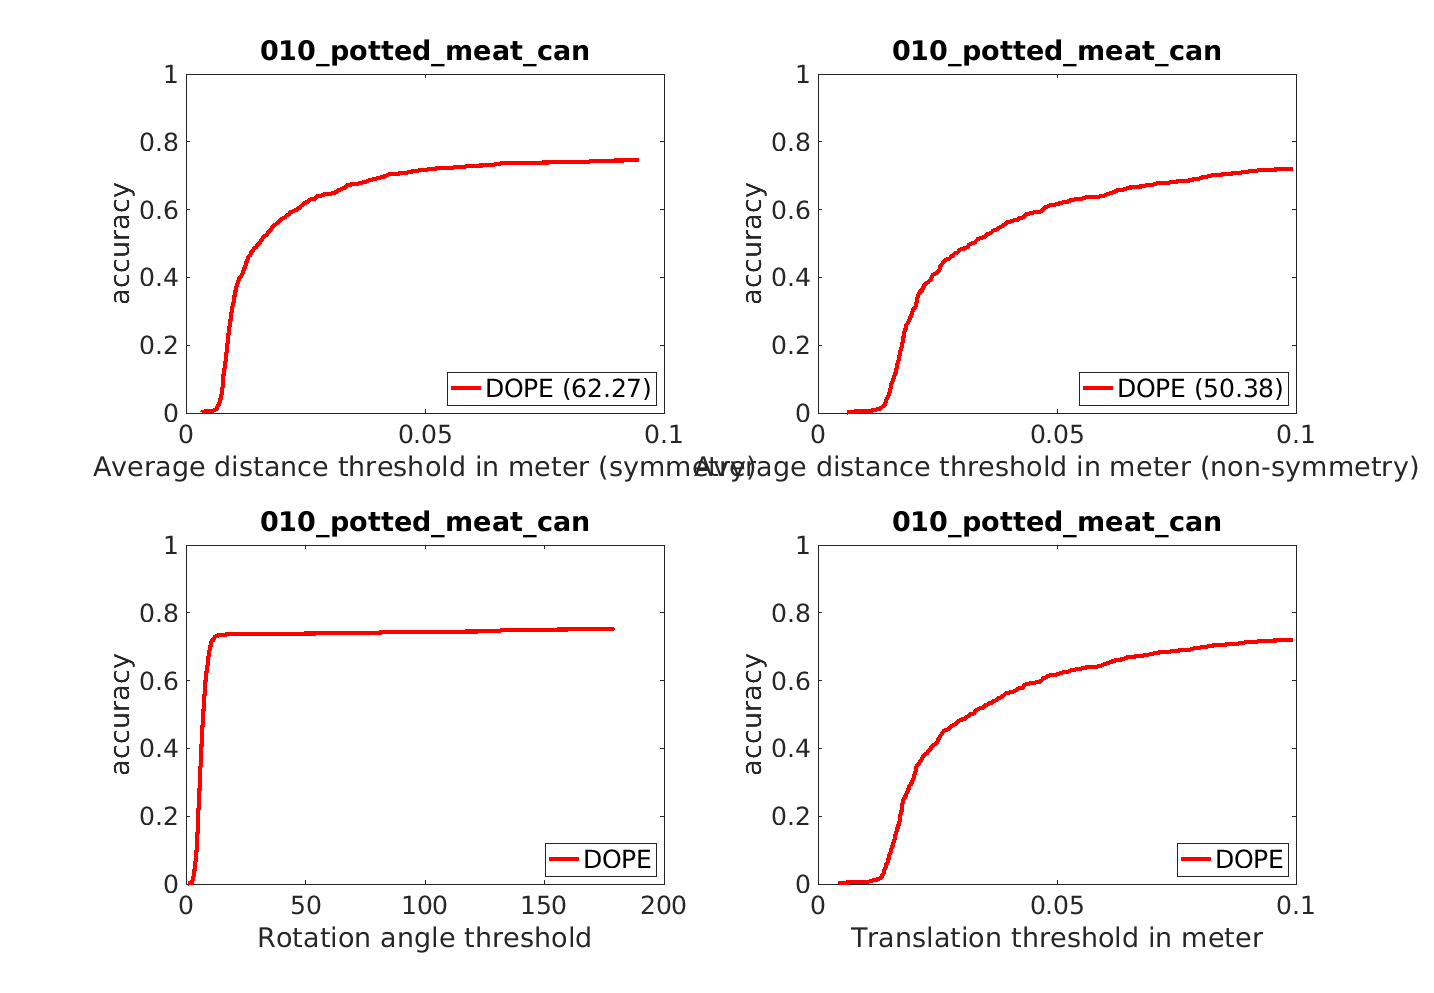 010_potted_meat_can
1
0.8
0.6
0.4
0.2
0
accuracy
DOPE (62.27)
0 0.05 0.1
Average distance threshold in meter (symmetry)
010_potted_meat_can
1
0.8
0.6
0.4
0.2
0
accuracy
DOPE (50.38)
0 0.05 0.1
Average distance threshold in meter (non-symmetry)
010_potted_meat_can
1
0.8
0.6
0.4
0.2
0
accuracy
DOPE
0 50 100 150 200
Rotation angle threshold
010_potted_meat_can
1
0.8
0.6
0.4
0.2
0
accuracy
DOPE
0 0.05 0.1
Translation threshold in meter